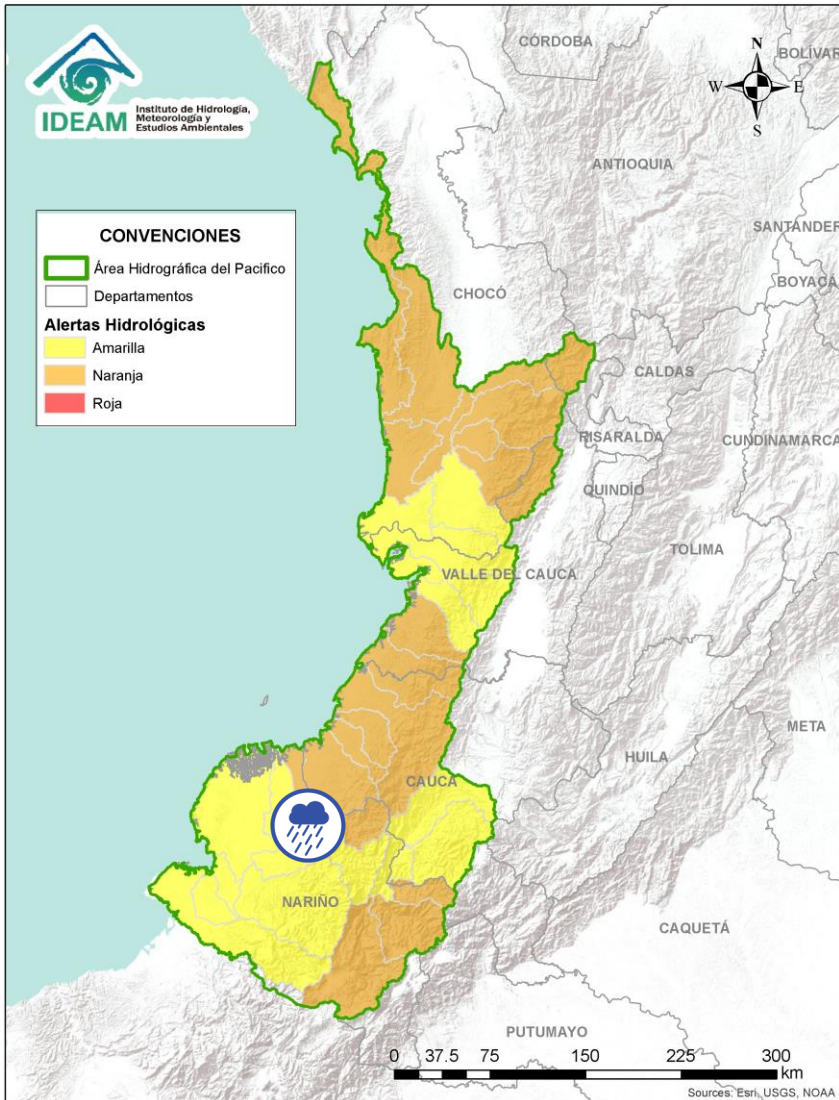 IDEAM
Instituto de Hidrología,
Meteorología y
Estudios Ambientales
CÓRDOBA
BOLÍVAR
N
W
E
S
ANTIOQUIA
SANTANDER
BOYACÁ
CONVENCIONES
Área Hidrográfica del Pacifico
Departamentos
Alertas Hidrológicas
Amarilla
Naranja
Roja
CHOCÓ
CALDAS
RISARALDA
CUNDINAMARCA
QUINDÍO
TOLIMA
VALLE DEL CAUCA
META
HUILA
CAUCA
NARIÑO
CAQUETÁ
PUTUMAYO
0 37.5 75 150 225 300
km
Sources: Esri, USGS, NOAA